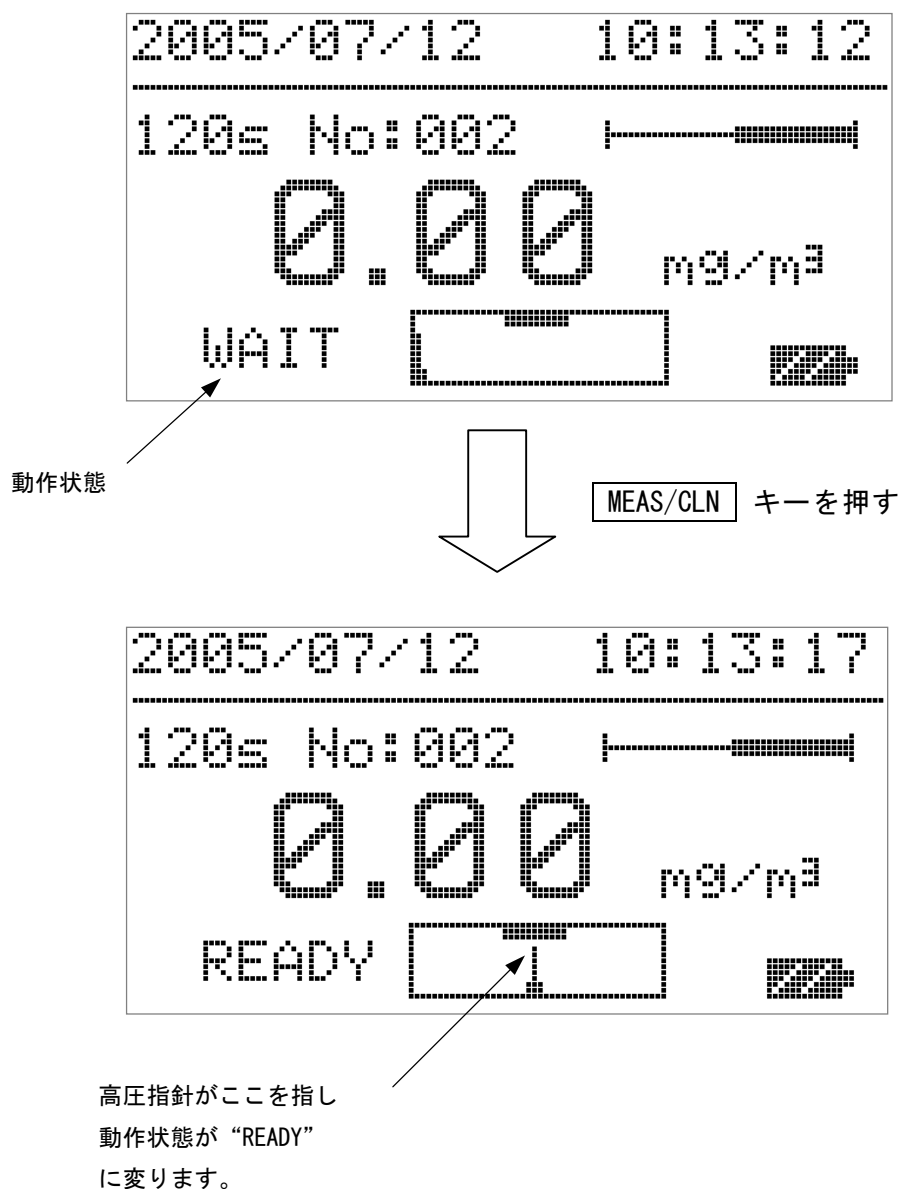 2005/07/12 10:13:12
120s No:002
0.00 mg/m³
WAIT
動作状態
MEAS/CLN キーを押す
2005/07/12 10:13:17
120s No:002
0.00 mg/m³
READY
高圧指針がここを指し
動作状態が“READY”
に変ります。